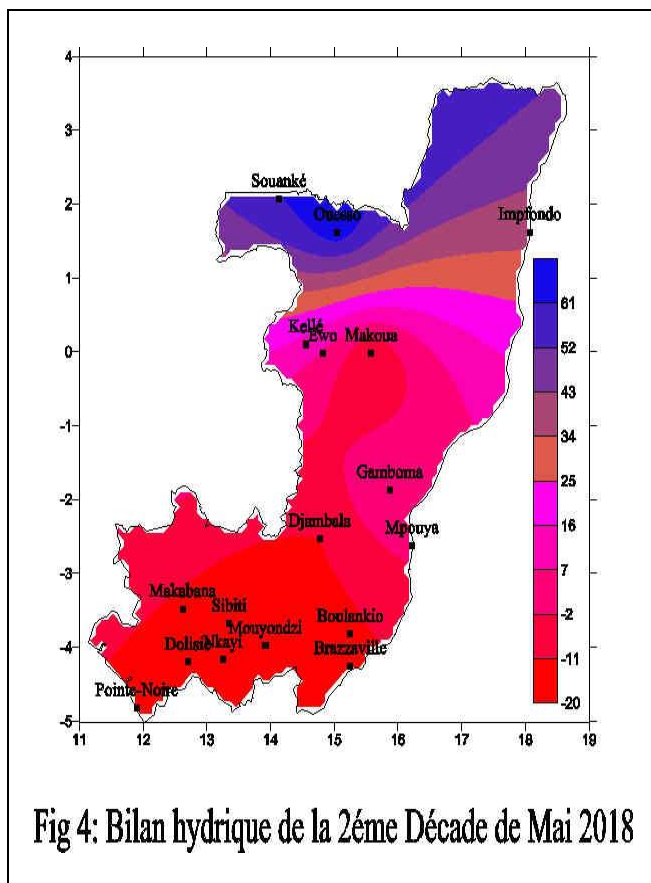 4
3
Souanké
2
Ouesso
Impfondo
1
61
52
Kellé
Ewo Makoua
0
43
34
-1
25
Gamboma
-2
16
Djambala
Mpouya
7
-3
Makabana
Sibiti
-2
Mouyondzi
Boulankio
-4
Dolisie
Nkayi
Brazzaville
-11
Pointe-Noire
-20
-5
11 12 13 14 15 16 17 18 19
Fig 4: Bilan hydrique de la 2éme Décade de Mai 2018